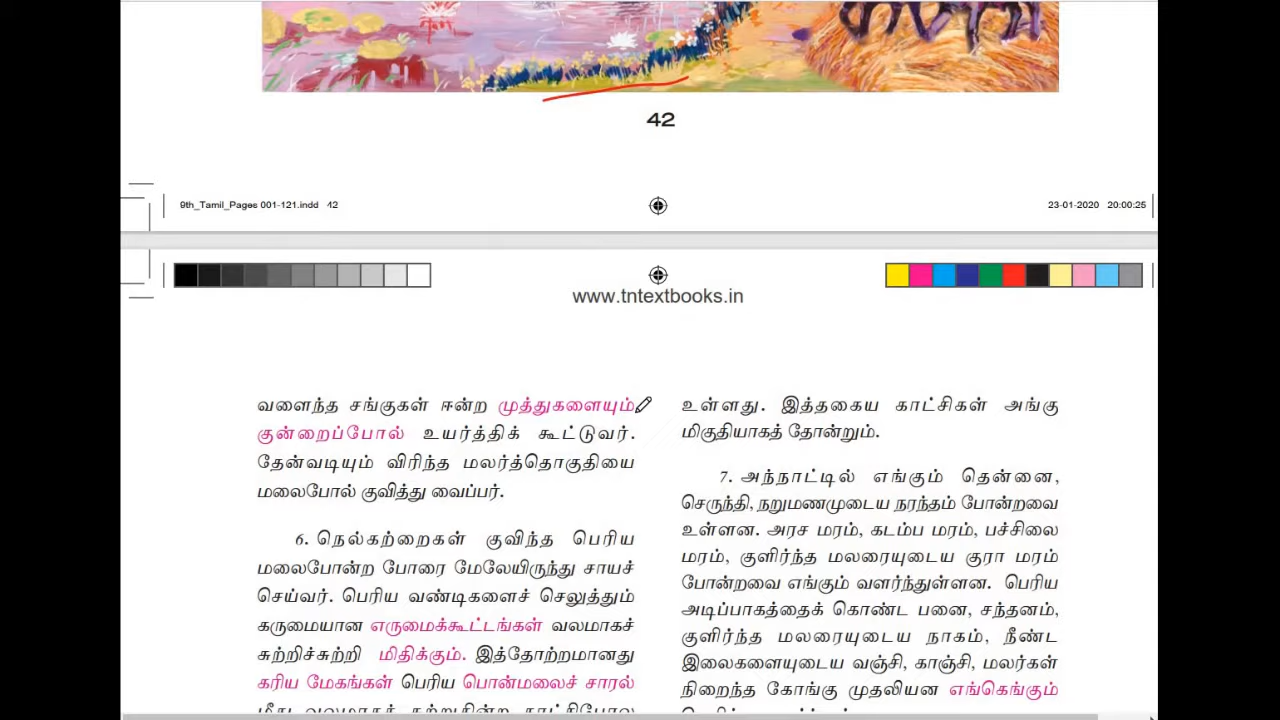 42
9th_Tamil_Pages 001-121.indd 42
23-01-2020 20:00:25
www.tntextbooks.in
வளைந்த சங்குகள் ஈன்ற முத்துகளையும்
குன்றைப்போல் உயர்த்திக் கூட்டுவர்.
தேன்வடியும் விரிந்த மலர்த்தொகுதியை
மலைபோல் குவித்து வைப்பர்.
6. நெல்கற்றைகள் குவிந்த பெரிய
மலைபோன்ற போரை மேலேயிருந்து சாயச்
செய்வர். பெரிய வண்டிகளைச் செலுத்தும்
கருமையான எருமைக்கூட்டங்கள் வலமாகச்
சுற்றிச்சுற்றி மிதிக்கும். இத்தோற்றமானது
கரிய மேகங்கள் பெரிய பொன்மலைச் சாரல்
மீது வலமாகச் சுற்றுகின்ற காட்சிபோல
உள்ளது. இத்தகைய காட்சிகள் அங்கு
மிகுதியாகத் தோன்றும்.
7. அந்நாட்டில் எங்கும் தென்னை,
செருந்தி, நறுமணமுடைய நரந்தம் போன்றவை
உள்ளன. அரச மரம், கடம்ப மரம், பச்சிலை
மரம், குளிர்ந்த மலரையுடைய குரா மரம்
போன்றவை எங்கும் வளர்ந்துள்ளன. பெரிய
அடிப்பாகத்தைக் கொண்ட பனை, சந்தனம்,
குளிர்ந்த மலரையுடைய நாகம், நீண்ட
இலைகளையுடைய வஞ்சி, காஞ்சி, மலர்கள்
நிறைந்த கோங்கு முதலியன எங்கெங்கும்